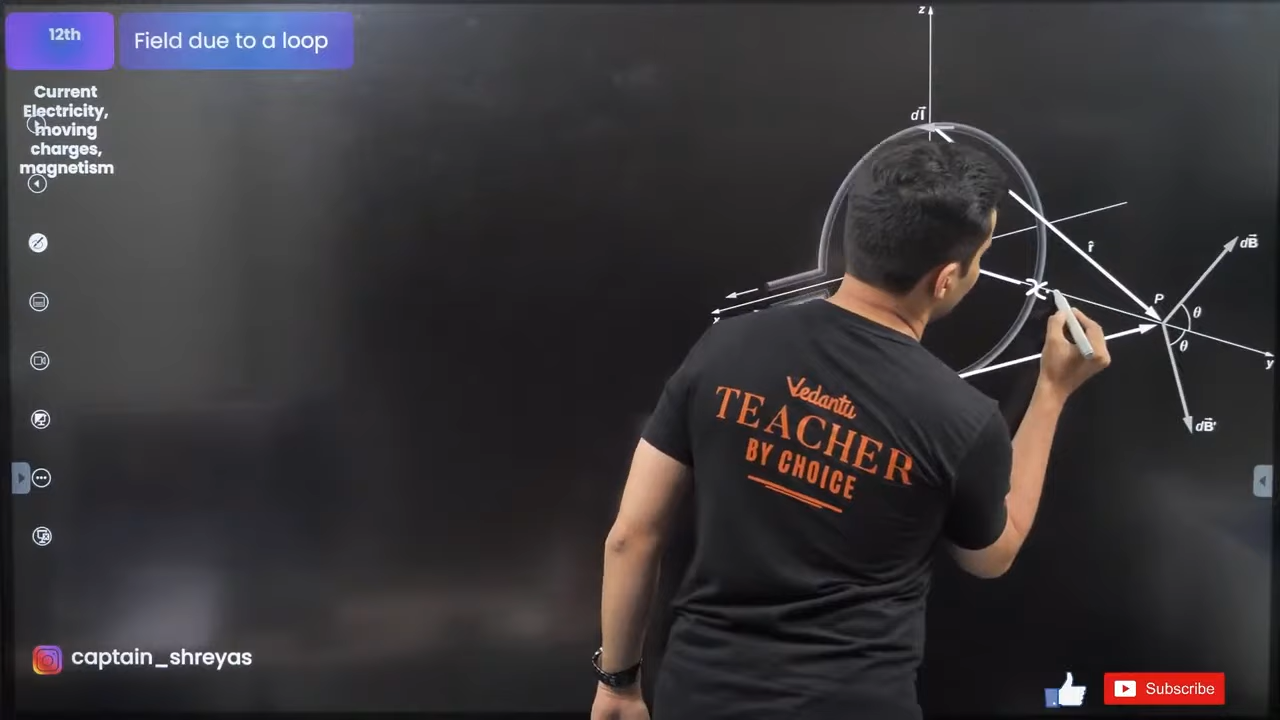 12th
Field due to a loop
Current
Electricity,
moving
charges,
magnetism
z
dl
r̂
dB
P
θ
θ
x
y
dB'
Vedantu
TEACHER
BY CHOICE
captain_shreyas
Subscribe